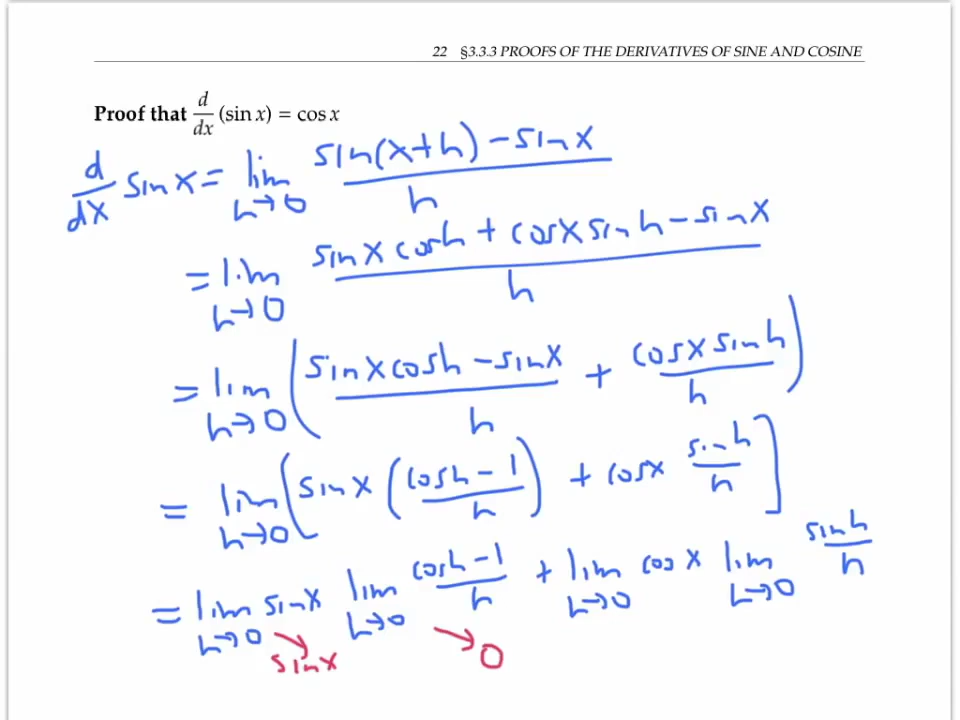 22 §3.3.3 PROOFS OF THE DERIVATIVES OF SINE AND COSINE
Proof that d/dx (sin x) = cos x
d/dx sin x = lim h→0 (sin(x+h) − sin x)/h
= lim h→0 (sin x cos h + cos x sin h − sin x)/h
= lim h→0 ( (sin x cos h − sin x)/h + (cos x sin h)/h )
= lim h→0 ( sin x ( (cos h − 1)/h ) + cos x (sin h)/h ]
= lim h→0 sin x lim h→0 (cos h − 1)/h + lim h→0 cos x lim h→0 (sin h)/h
→ sin x → 0